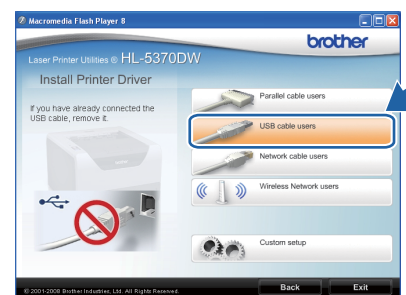 Macromedia Flash Player 8
brother
Laser Printer Utilities ® HL-5370DW
Install Printer Driver
If you have already connected the
USB cable, remove it.
Parallel cable users
USB cable users
Network cable users
Wireless Network users
Custom setup
© 2001-2008 Brother Industries, Ltd. All Rights Reserved.
Back
Exit